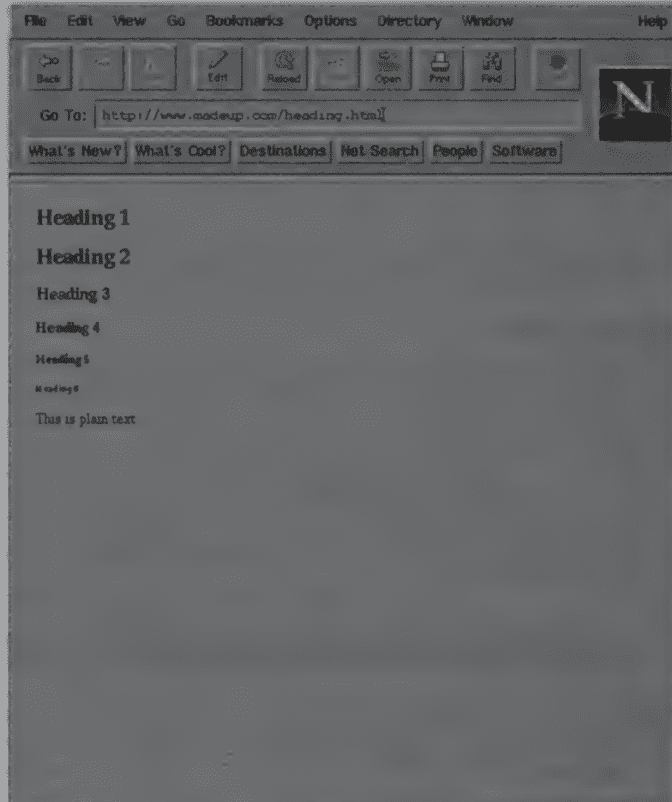 File Edit View Go Bookmarks Options Directory Window Help
Back Edit Reload Open Print Find
N
Go To: http://www.madeup.com/heading.html
What's New? What's Cool? Destinations Net Search People Software
Heading 1
Heading 2
Heading 3
Heading 4
Heading 5
Heading 6
This is plain text